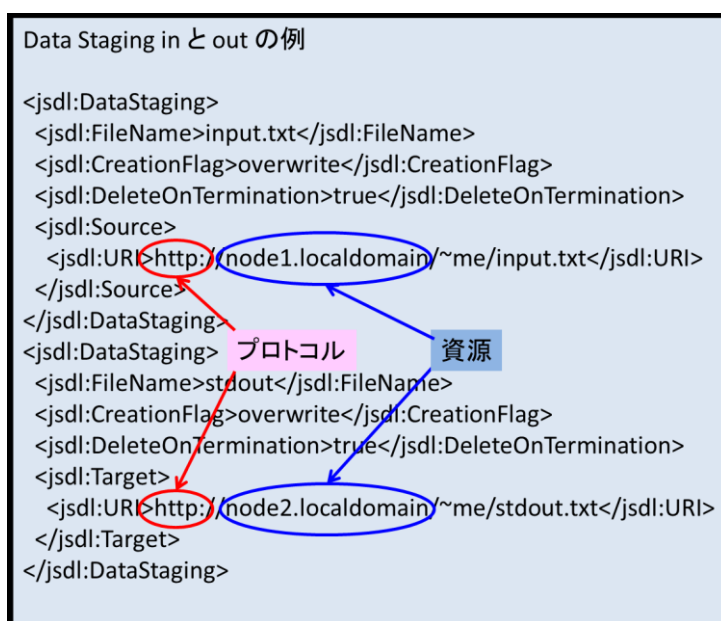 Data Staging in と out の例
<jsdl:DataStaging>
<jsdl:FileName>input.txt</jsdl:FileName>
<jsdl:CreationFlag>overwrite</jsdl:CreationFlag>
<jsdl:DeleteOnTermination>true</jsdl:DeleteOnTermination>
<jsdl:Source>
<jsdl:URI>http://node1.localdomain/~me/input.txt</jsdl:URI>
</jsdl:Source>
</jsdl:DataStaging>
<jsdl:DataStaging>
プロトコル
資源
<jsdl:FileName>stdout</jsdl:FileName>
<jsdl:CreationFlag>overwrite</jsdl:CreationFlag>
<jsdl:DeleteOnTermination>true</jsdl:DeleteOnTermination>
<jsdl:Target>
<jsdl:URI>http://node2.localdomain/~me/stdout.txt</jsdl:URI>
</jsdl:Target>
</jsdl:DataStaging>